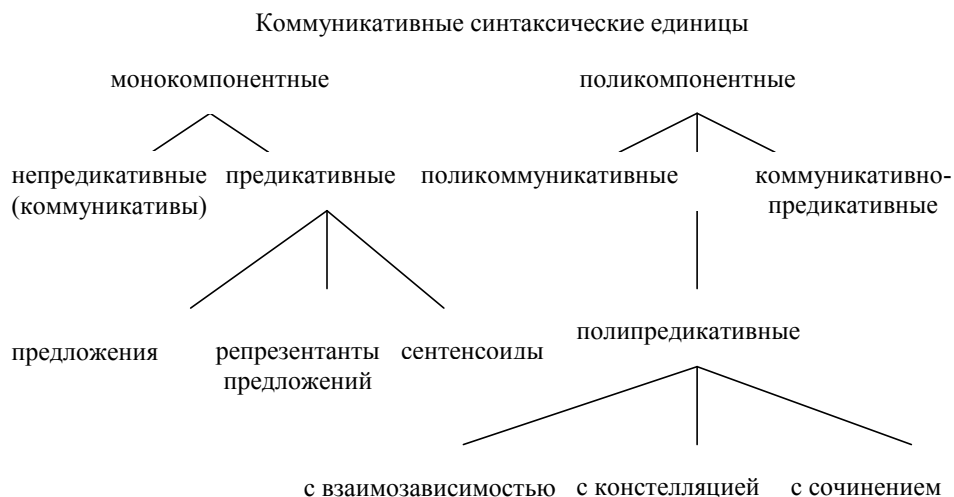 Коммуникативные синтаксические единицы
монокомпонентные поликомпонентные
непредикативные предикативные поликоммуникативные коммуникативно-
(коммуникативы) предикативные
полипредикативные
предложения репрезентанты сентенсоиды
предложений
с взаимозависимостью с констелляцией с сочинением